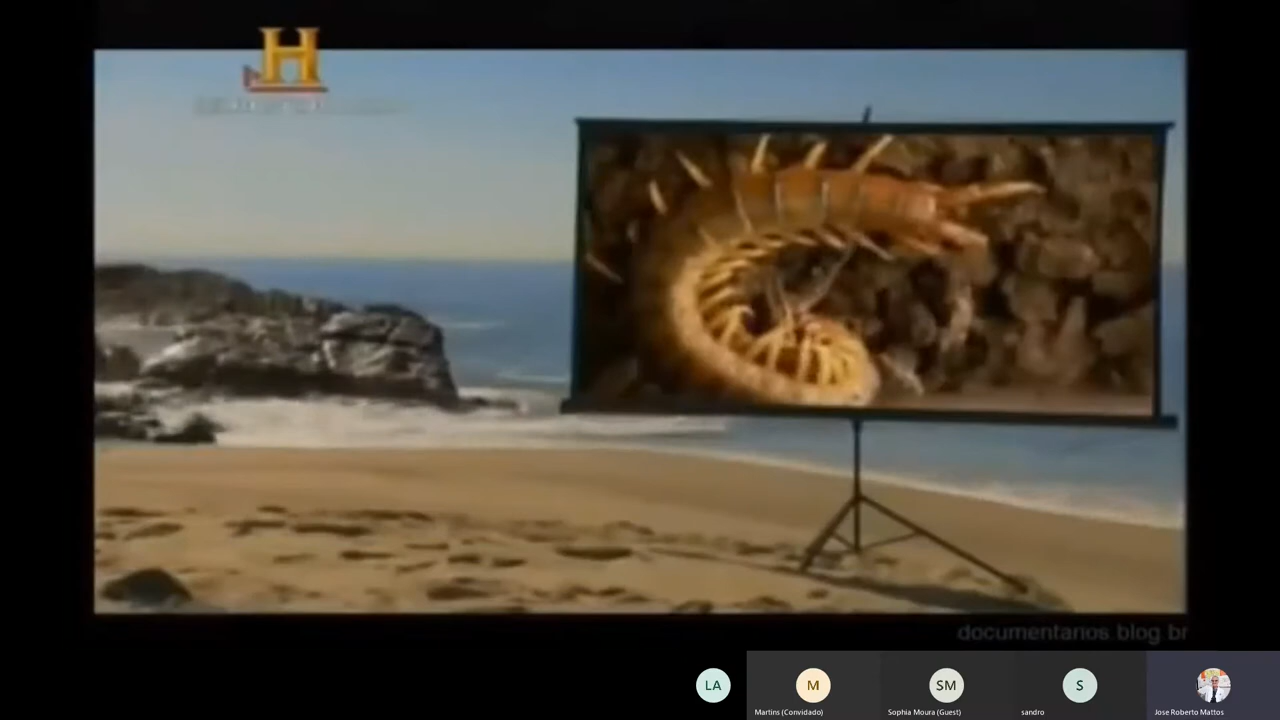 H
documentarios.blog.br
LA
M
SM
S
Martins (Convidado)
Sophia Moura (Guest)
sandro
Jose Roberto Mattos